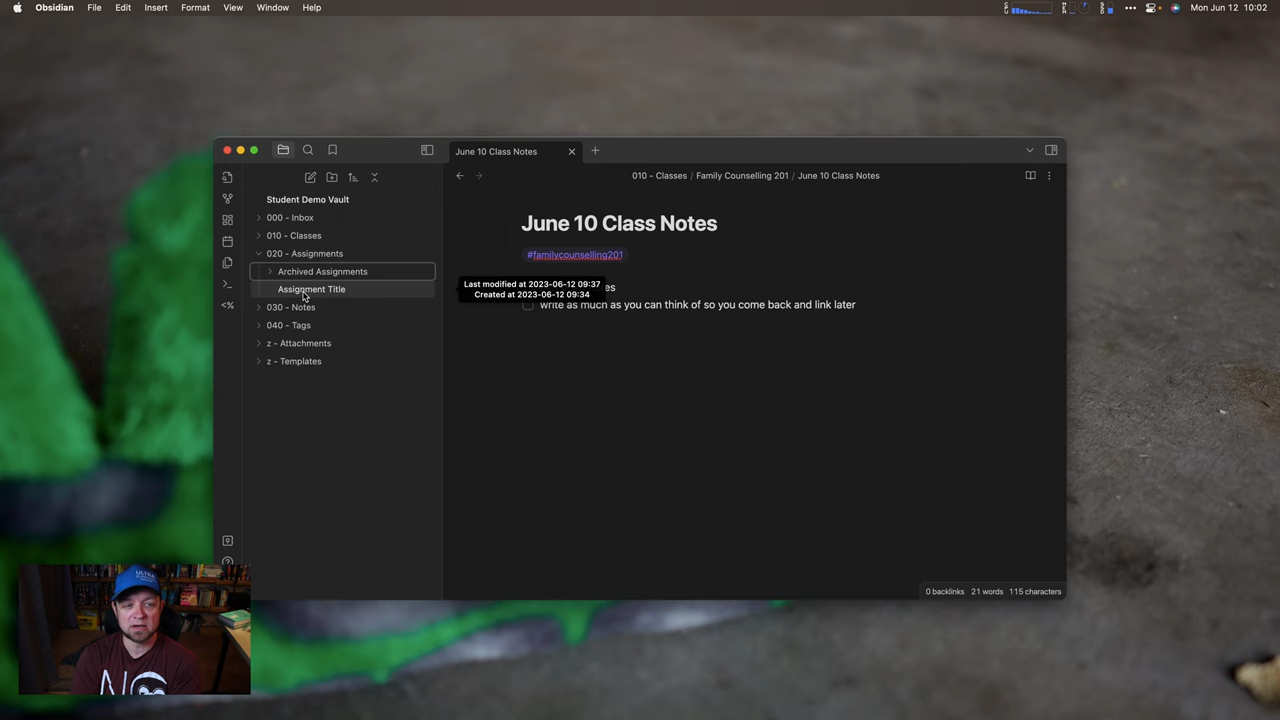 Obsidian File Edit Insert Format View Window Help
Mon Jun 12 10:02
June 10 Class Notes
010 - Classes / Family Counselling 201 / June 10 Class Notes
Student Demo Vault
000 - Inbox
010 - Classes
020 - Assignments
Archived Assignments
Assignment Title
030 - Notes
040 - Tags
z - Attachments
z - Templates
June 10 Class Notes
#familycounselling201
Last modified at 2023-06-12 09:37
Created at 2023-06-12 09:34
write as much as you can think of so you come back and link later
0 backlinks 21 words 115 characters
ULTRA